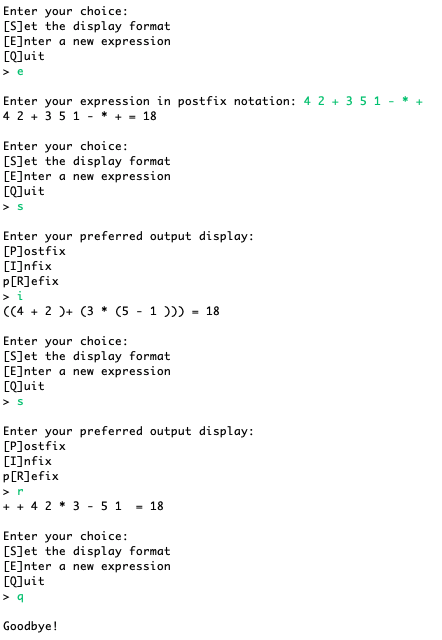 Enter your choice:
[S]et the display format
[E]nter a new expression
[Q]uit
> e
Enter your expression in postfix notation: 4 2 + 3 5 1 - * +
4 2 + 3 5 1 - * + = 18
Enter your choice:
[S]et the display format
[E]nter a new expression
[Q]uit
> s
Enter your preferred output display:
[P]ostfix
[I]nfix
p[R]efix
> i
((4 + 2 )+ (3 * (5 - 1 ))) = 18
Enter your choice:
[S]et the display format
[E]nter a new expression
[Q]uit
> s
Enter your preferred output display:
[P]ostfix
[I]nfix
p[R]efix
> r
+ + 4 2 * 3 - 5 1  = 18
Enter your choice:
[S]et the display format
[E]nter a new expression
[Q]uit
> q
Goodbye!